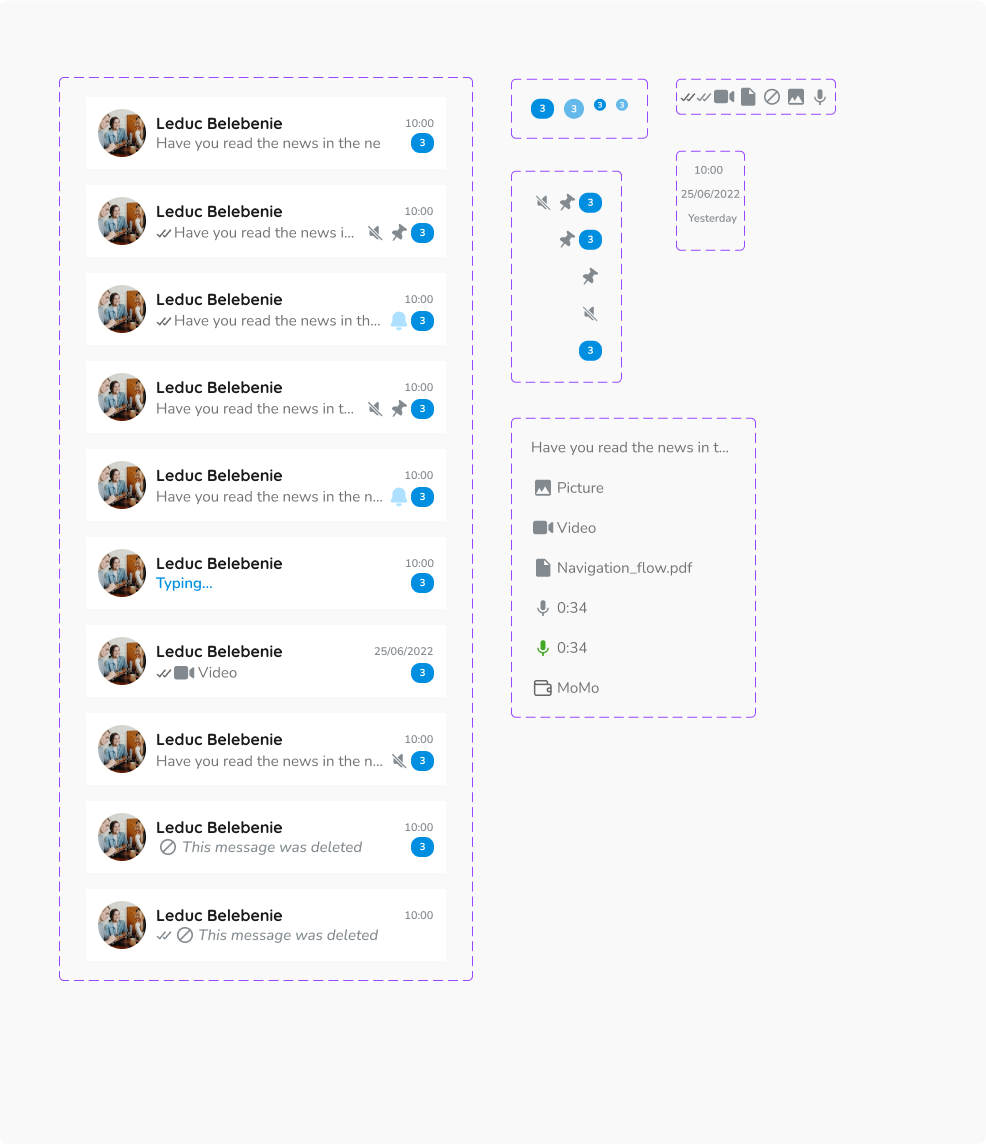 Leduc Belebenie 10:00
Have you read the news in the ne 3
Leduc Belebenie 10:00
Have you read the news i... 3
Leduc Belebenie 10:00
Have you read the news in th... 3
Leduc Belebenie 10:00
Have you read the news in t... 3
Leduc Belebenie 10:00
Have you read the news in the n... 3
Leduc Belebenie 10:00
Typing... 3
Leduc Belebenie 25/06/2022
Video 3
Leduc Belebenie 10:00
Have you read the news in the n... 3
Leduc Belebenie 10:00
This message was deleted 3
Leduc Belebenie 10:00
This message was deleted
3 3 3 3
3
3
3
10:00
25/06/2022
Yesterday
Have you read the news in t...
Picture
Video
Navigation_flow.pdf
0:34
0:34
MoMo